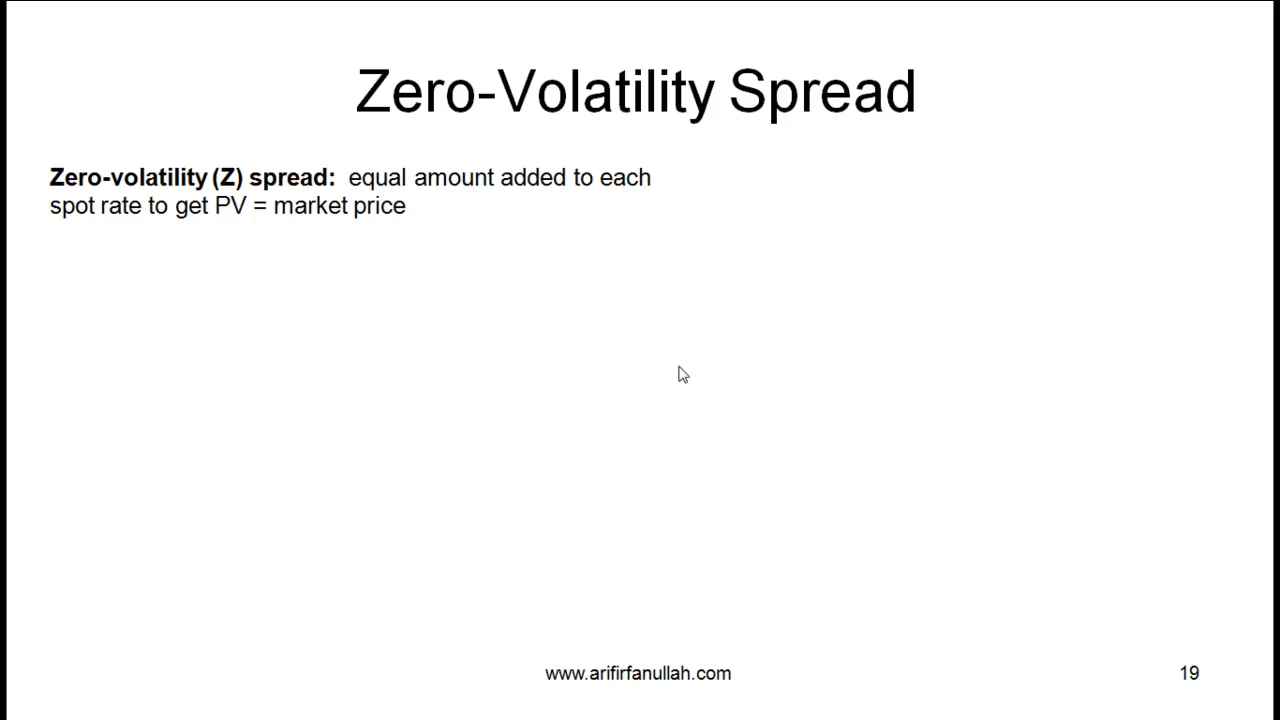 Zero-Volatility Spread
Zero-volatility (Z) spread: equal amount added to each
spot rate to get PV = market price
www.arifirfanullah.com
19